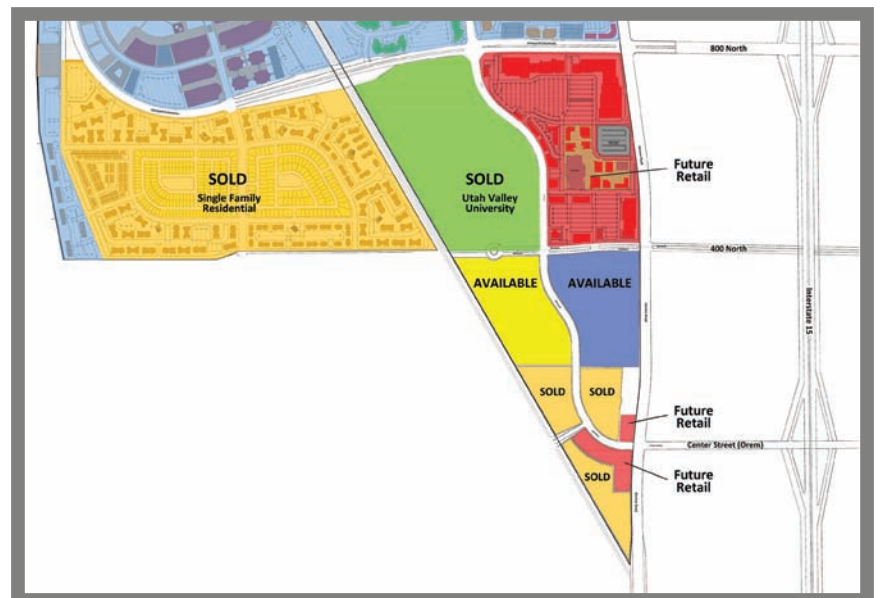 800 North
SOLD
Single Family
Residential
SOLD
Utah Valley
University
Future
Retail
400 North
AVAILABLE
AVAILABLE
Interstate 15
SOLD
SOLD
Future
Retail
Center Street (Orem)
SOLD
Future
Retail